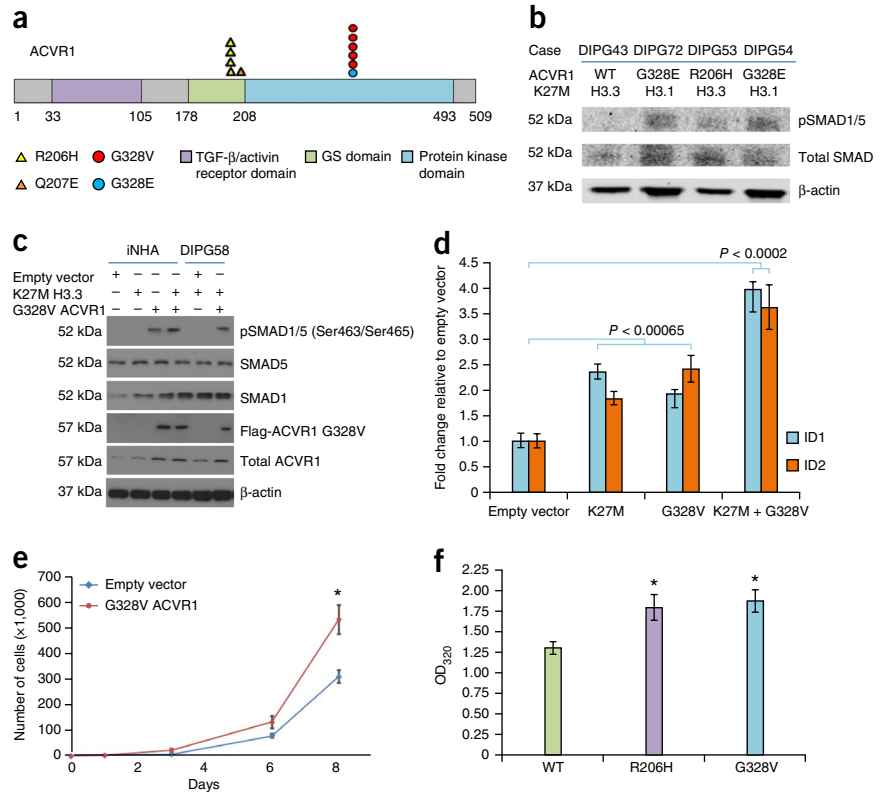 a
ACVR1
1 33 105 178 208 493 509
R206H G328V TGF-β/activin receptor domain GS domain Protein kinase domain
Q207E G328E
b
Case DIPG43 DIPG72 DIPG53 DIPG54
ACVR1 WT G328E R206H G328E
K27M H3.3 H3.1 H3.3 H3.1
52 kDa pSMAD1/5
52 kDa Total SMAD
37 kDa β-actin
c
iNHA DIPG58
Empty vector + – – – + –
K27M H3.3 – + – + + +
G328V ACVR1 – – + + – +
52 kDa pSMAD1/5 (Ser463/Ser465)
52 kDa SMAD5
52 kDa SMAD1
57 kDa Flag-ACVR1 G328V
57 kDa Total ACVR1
37 kDa β-actin
d
Fold change relative to empty vector
4.5
4.0
3.5
3.0
2.5
2.0
1.5
1.0
0.5
0
P < 0.0002
P < 0.00065
ID1
ID2
Empty vector K27M G328V K27M + G328V
e
Number of cells (×1,000)
700
600
500
400
300
200
100
0
Empty vector
G328V ACVR1
*
0 2 4 6 8
Days
f
OD320
2.25
2.00
1.75
1.50
1.25
1.00
0.75
0.50
0.25
0
* *
WT R206H G328V